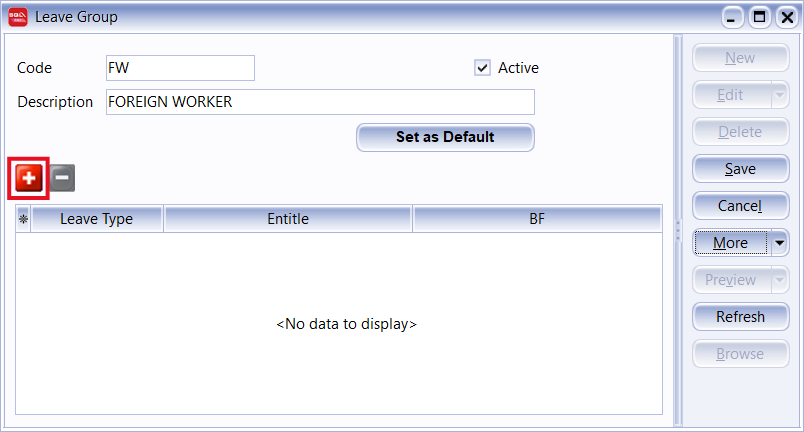 Leave Group
Code FW Active
Description FOREIGN WORKER
Set as Default
Leave Type Entitle BF
<No data to display>
New
Edit
Delete
Save
Cancel
More
Preview
Refresh
Browse